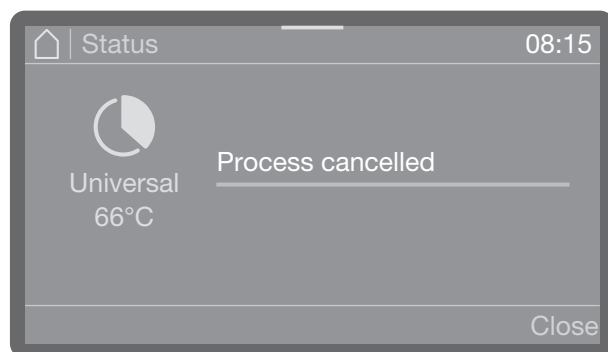 Status 08:15
Process cancelled
Universal
66°C
Close